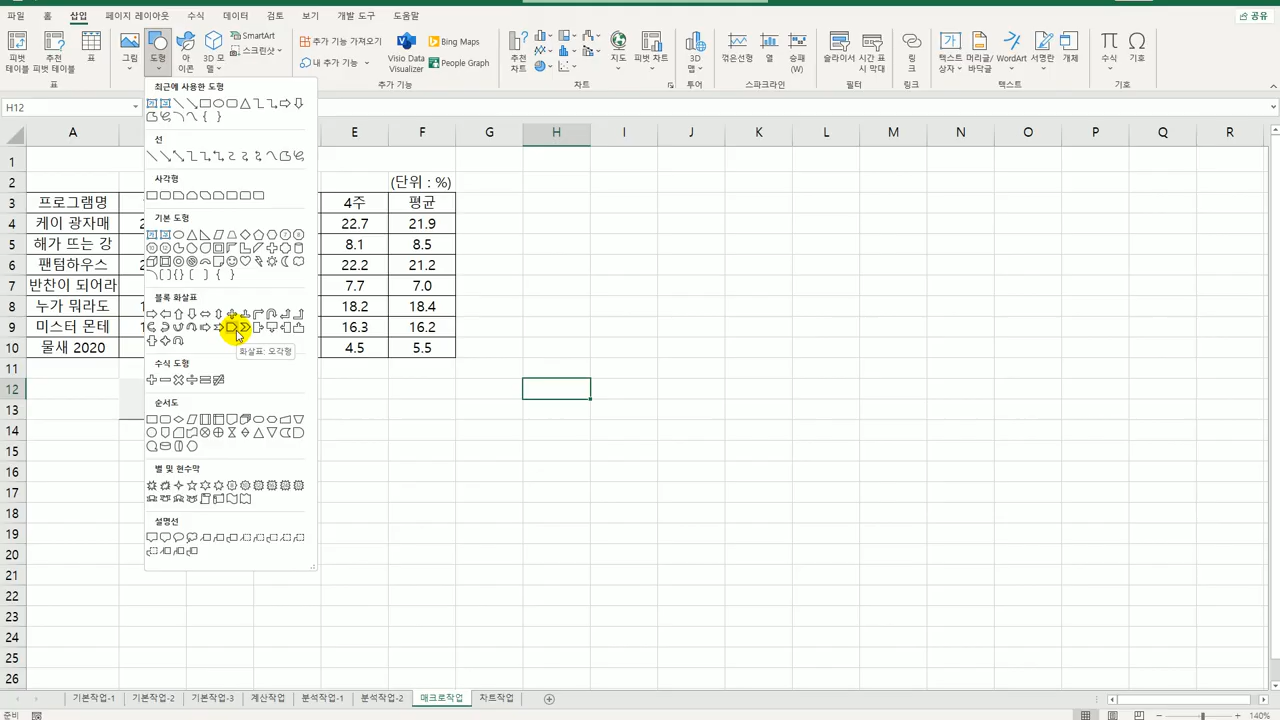 파일 홈 삽입 페이지 레이아웃 수식 데이터 검토 보기 개발 도구 도움말 공유
피벗 테이블 추천 피벗 테이블 표 그림 도형 아이콘 3D 모델 SmartArt 스크린샷 추가 기능 가져오기 내 추가 기능 Visio Data Visualizer Bing Maps People Graph 추천 차트 지도 피벗 차트 3D 맵 꺾은선형 열 승패 (W) 슬라이서 시간 표시 막대 링크 텍스트 상자 머리글/바닥글 WordArt 서명란 개체 수식 기호
표 추가 기능 차트 투어 스파크라인 필터 링크 텍스트 기호
H12
최근에 사용한 도형
선
사각형
기본 도형
블록 화살표
화살표: 오각형
수식 도형
순서도
별 및 현수막
설명선
A E F G H I J K L M N O P Q R
1
2 (단위 : %)
3 프로그램명 4주 평균
4 케이 광자매 2 22.7 21.9
5 해가 뜨는 강 8.1 8.5
6 팬텀하우스 2 22.2 21.2
7 반찬이 되어라 7.7 7.0
8 누가 뭐라도 1 18.2 18.4
9 미스터 몬테 1 16.3 16.2
10 물새 2020 4.5 5.5
11
12
13
14
15
16
17
18
19
20
21
22
23
24
25
26
기본작업-1 기본작업-2 기본작업-3 계산작업 분석작업-1 분석작업-2 매크로작업 차트작업
준비 140%